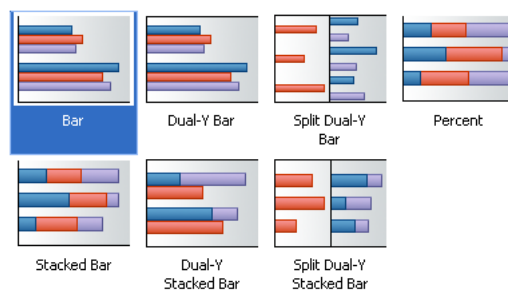 Bar
Dual-Y Bar
Split Dual-Y
Bar
Percent
Stacked Bar
Dual-Y
Stacked Bar
Split Dual-Y
Stacked Bar